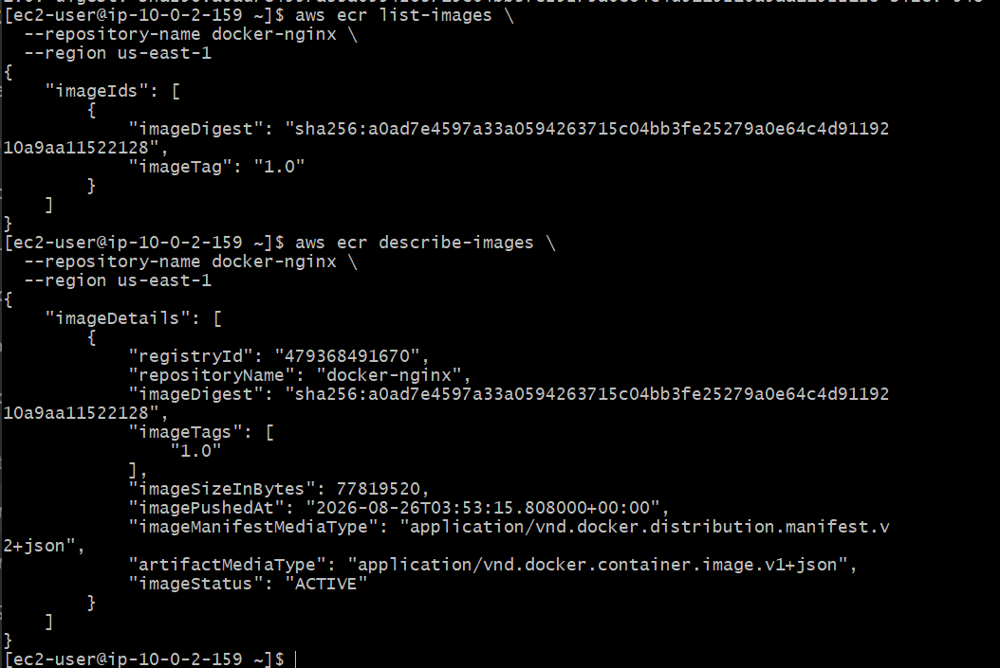 [ec2-user@ip-10-0-2-159 ~]$ aws ecr list-images \
  --repository-name docker-nginx \
  --region us-east-1
{
    "imageIds": [
        {
            "imageDigest": "sha256:a0ad7e4597a33a0594263715c04bb3fe25279a0e64c4d91192
10a9aa11522128",
            "imageTag": "1.0"
        }
    ]
}
[ec2-user@ip-10-0-2-159 ~]$ aws ecr describe-images \
  --repository-name docker-nginx \
  --region us-east-1
{
    "imageDetails": [
        {
            "registryId": "479368491670",
            "repositoryName": "docker-nginx",
            "imageDigest": "sha256:a0ad7e4597a33a0594263715c04bb3fe25279a0e64c4d91192
10a9aa11522128",
            "imageTags": [
                "1.0"
            ],
            "imageSizeInBytes": 77819520,
            "imagePushedAt": "2026-08-26T03:53:15.808000+00:00",
            "imageManifestMediaType": "application/vnd.docker.distribution.manifest.v
2+json",
            "artifactMediaType": "application/vnd.docker.container.image.v1+json",
            "imageStatus": "ACTIVE"
        }
    ]
}
[ec2-user@ip-10-0-2-159 ~]$